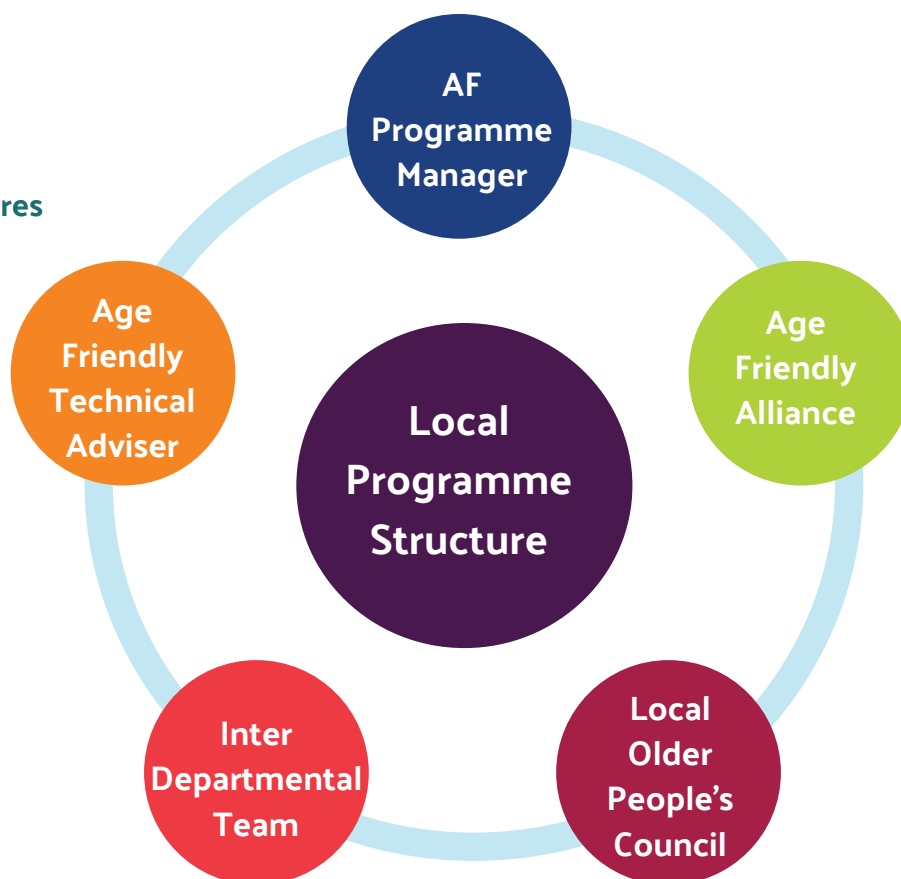 AF
Programme
Manager
res
Age
Friendly
Technical
Adviser
Age
Friendly
Alliance
Local
Programme
Structure
Inter
Departmental
Team
Local
Older
People’s
Council